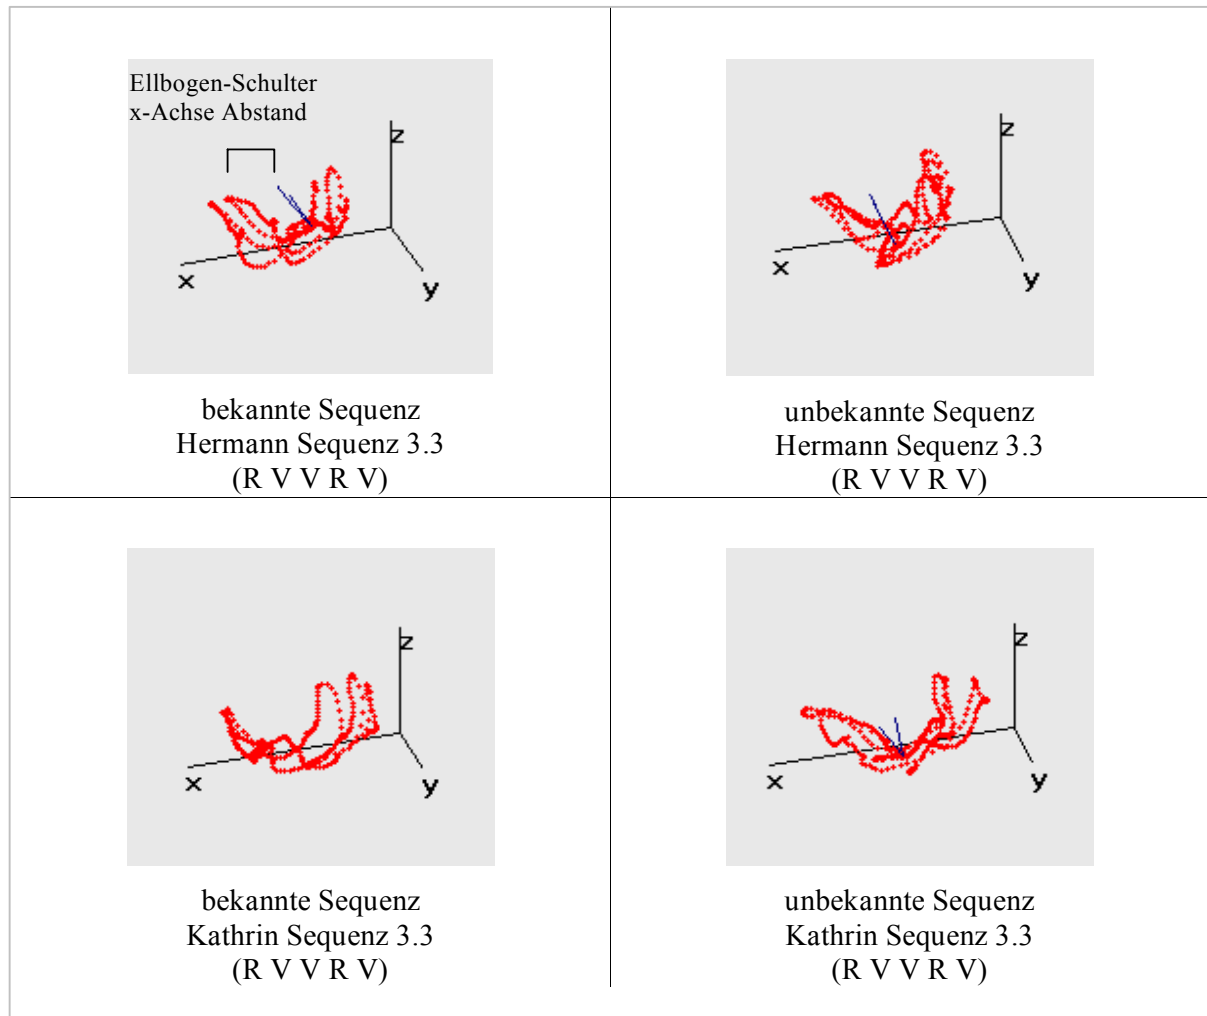 Ellbogen-Schulter
x-Achse Abstand
z
x
y
bekannte Sequenz
Hermann Sequenz 3.3
(R V V R V)
z
x
y
unbekannte Sequenz
Hermann Sequenz 3.3
(R V V R V)
z
x
y
bekannte Sequenz
Kathrin Sequenz 3.3
(R V V R V)
z
x
y
unbekannte Sequenz
Kathrin Sequenz 3.3
(R V V R V)